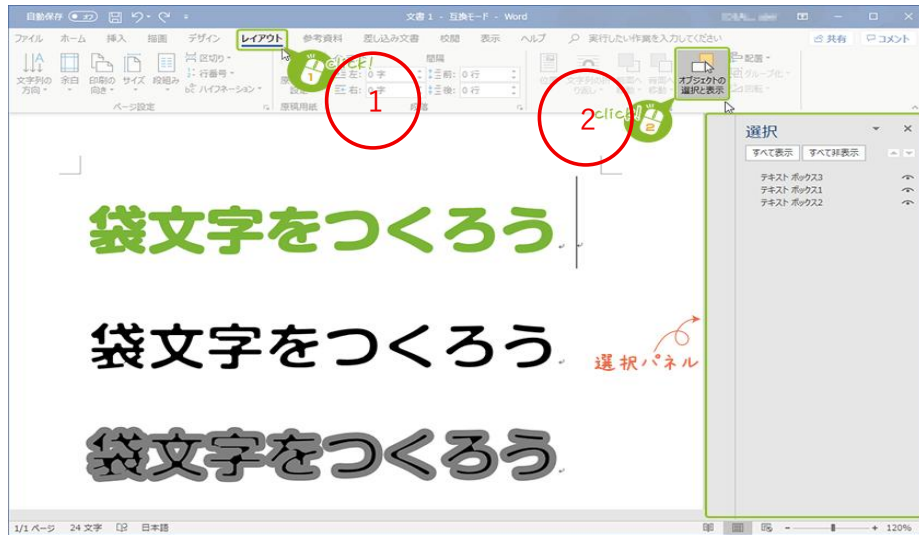 自動保存 オフ 文書 1 - 互換モード - Word
ファイル ホーム 挿入 描画 デザイン レイアウト 参考資料 差し込み文書 校閲 表示 ヘルプ 実行したい作業を入力してください 共有 コメント
click!
1
1
文字列の方向 余白 印刷の向き サイズ 段組み
区切り
行番号
ハイフネーション
ページ設定
原稿用紙
左: 0 字
右: 0 字
間隔
前: 0 行
後: 0 行
click!
2
2
オブジェクトの
選択と表示
配置
グループ化
回転
選択
すべて表示 すべて非表示
テキスト ボックス3
テキスト ボックス1
テキスト ボックス2
袋文字をつくろう
袋文字をつくろう
選択パネル
袋文字をつくろう
1/1 ページ 24 文字 日本語 120%